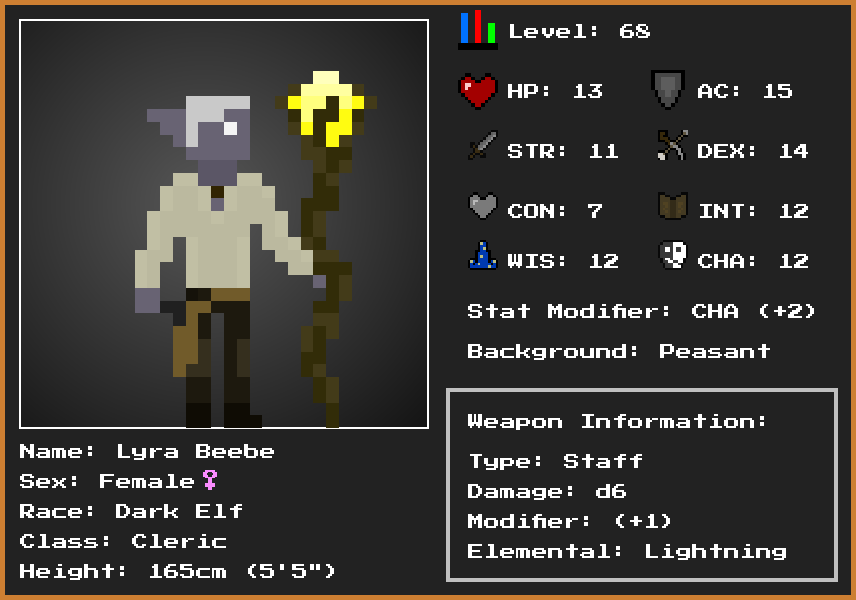 Level: 68
HP: 13 AC: 15
STR: 11 DEX: 14
CON: 7 INT: 12
WIS: 12 CHA: 12
Stat Modifier: CHA (+2)
Background: Peasant
Name: Lyra Beebe
Sex: Female♀
Race: Dark Elf
Class: Cleric
Height: 165cm (5'5")
Weapon Information:
Type: Staff
Damage: d6
Modifier: (+1)
Elemental: Lightning